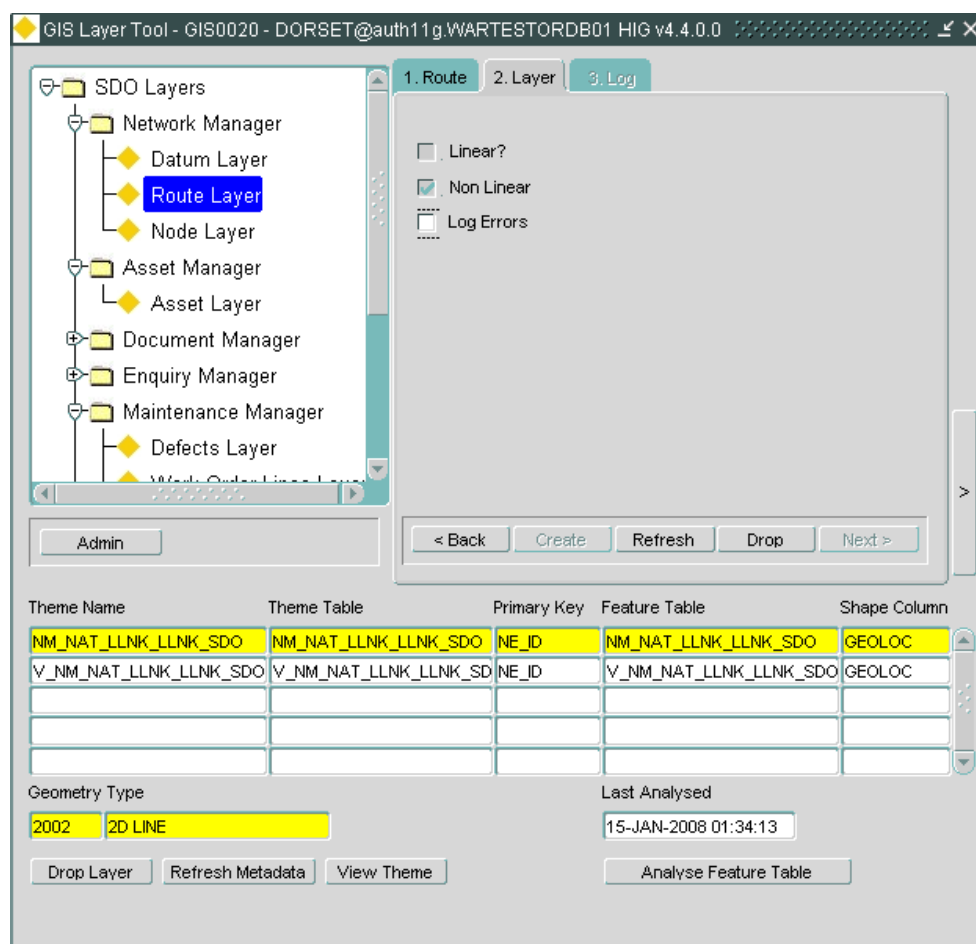 GIS Layer Tool - GIS0020 - DORSET@auth11g.WARTESTORDB01 HIG v4.4.0.0
SDO Layers
Network Manager
Datum Layer
Route Layer
Node Layer
Asset Manager
Asset Layer
Document Manager
Enquiry Manager
Maintenance Manager
Defects Layer
Work Order Lines Layer
Admin
1. Route
2. Layer
3. Log
Linear?
Non Linear
Log Errors
< Back
Create
Refresh
Drop
Next >
>
Theme Name Theme Table Primary Key Feature Table Shape Column
NM_NAT_LLNK_LLNK_SDO NM_NAT_LLNK_LLNK_SDO NE_ID NM_NAT_LLNK_LLNK_SDO GEOLOC
V_NM_NAT_LLNK_LLNK_SDO V_NM_NAT_LLNK_LLNK_SD NE_ID V_NM_NAT_LLNK_LLNK_SDO GEOLOC
Geometry Type Last Analysed
2002 2D LINE 15-JAN-2008 01:34:13
Drop Layer Refresh Metadata View Theme Analyse Feature Table